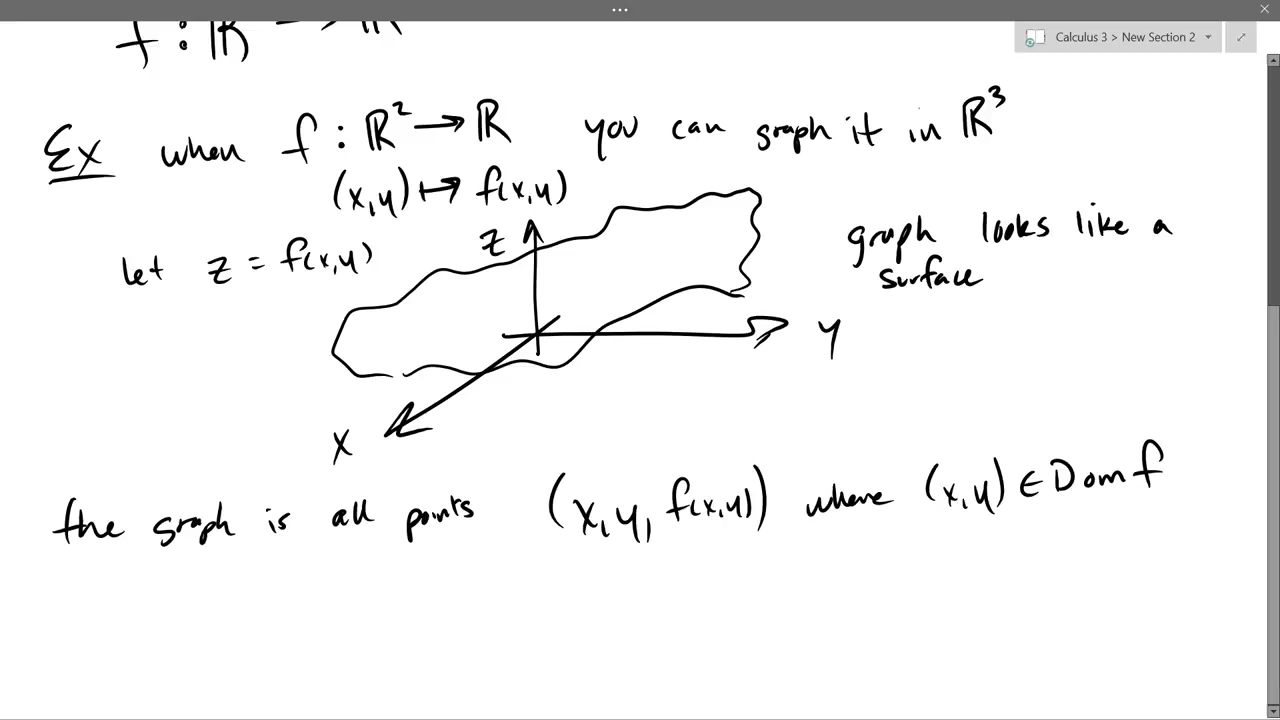 f : ℝ → ℝ
Calculus 3 > New Section 2
Ex when f : ℝ² → ℝ you can graph it in ℝ³
(x,y) ↦ f(x,y)
let z = f(x,y)
z
graph looks like a
surface
y
x
the graph is all points (x, y, f(x,y)) where (x,y) ∈ Dom f